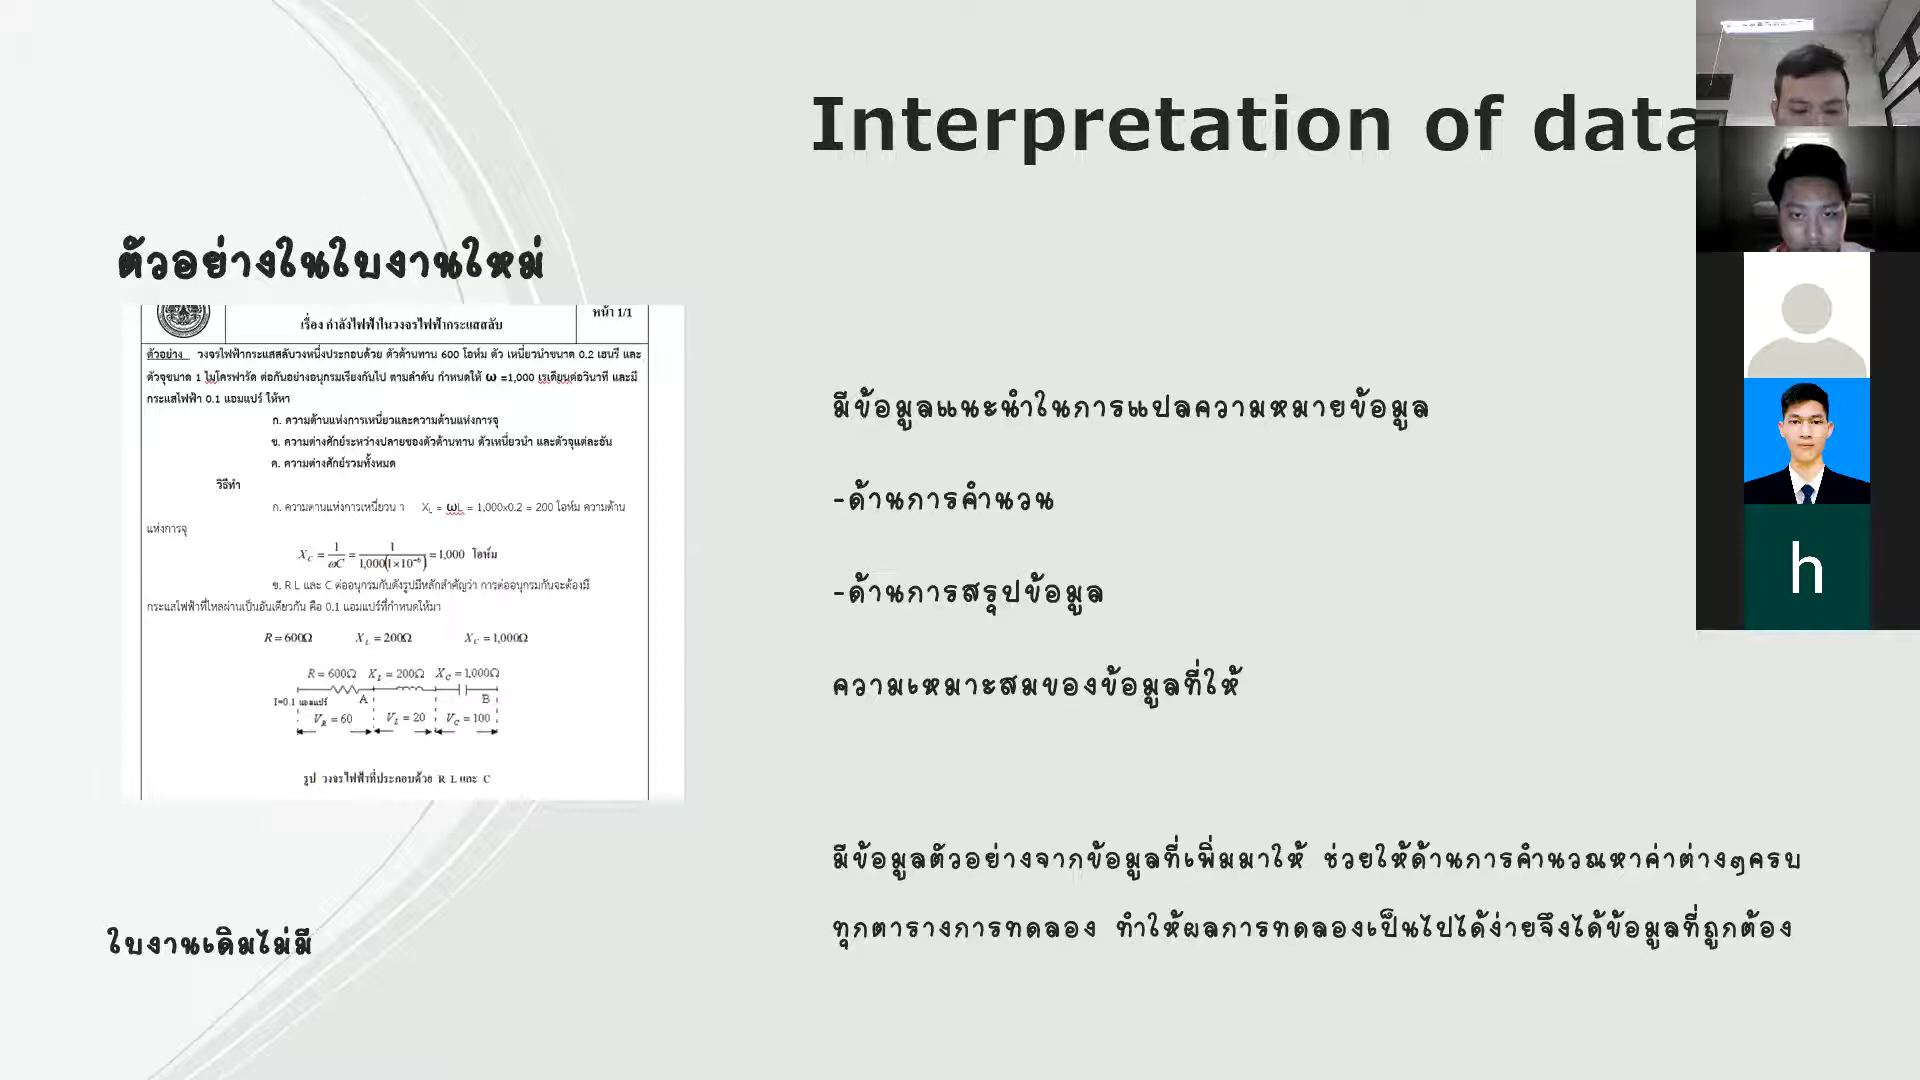 Interpretation of data
ตัวอย่างในใบงานใหม่
เรื่อง กำลังไฟฟ้าในวงจรไฟฟ้ากระแสสลับ
หน้า 1/1
ตัวอย่าง วงจรไฟฟ้ากระแสสลับวงหนึ่งประกอบด้วย ตัวต้านทาน 600 โอห์ม ตัว เหนี่ยวนำขนาด 0.2 เฮนรี และ
ตัวจุขนาด 1 ไมโครฟารัด ต่อกันอย่างอนุกรมเรียงกันไป ตามลำดับ กำหนดให้ ω =1,000 เรเดียนต่อวินาที และมี
กระแสไฟฟ้า 0.1 แอมแปร์ ให้หา
ก. ความต้านแห่งการเหนี่ยวและความต้านแห่งการจุ
ข. ความต่างศักย์ระหว่างปลายของตัวต้านทาน ตัวเหนี่ยวนำ และตัวจุแต่ละอัน
ค. ความต่างศักย์รวมทั้งหมด
วิธีทำ
ก. ความตานแห่งการเหนี่ยวน า X_L = ωL = 1,000x0.2 = 200 โอห์ม ความต้าน
แห่งการจุ
X_C = 1/ωC = 1/1,000(1×10⁻⁶) = 1,000 โอห์ม
ข. R L และ C ต่ออนุกรมกันดังรูปมีหลักสำคัญว่า การต่ออนุกรมกันจะต้องมี
กระแสไฟฟ้าที่ไหลผ่านเป็นอันเดียวกัน คือ 0.1 แอมแปร์ที่กำหนดให้มา
R=600Ω X_L =200Ω X_C =1,000Ω
R=600Ω X_L =200Ω X_C =1,000Ω
I=0.1 แอมแปร์ A B
V_R =60 V_L =20 V_C =100
รูป วงจรไฟฟ้าที่ประกอบด้วย R L และ C
ใบงานเดิมไม่มี
มีข้อมูลแนะนำในการแปลความหมายข้อมูล
-ด้านการคำนวน
-ด้านการสรุปข้อมูล
ความเหมาะสมของข้อมูลที่ให้
มีข้อมูลตัวอย่างจากข้อมูลที่เพิ่มมาให้ ช่วยให้ด้านการคำนวณหาค่าต่างๆครบ
ทุกตารางการทดลอง ทำให้ผลการทดลองเป็นไปได้ง่ายจึงได้ข้อมูลที่ถูกต้อง
h